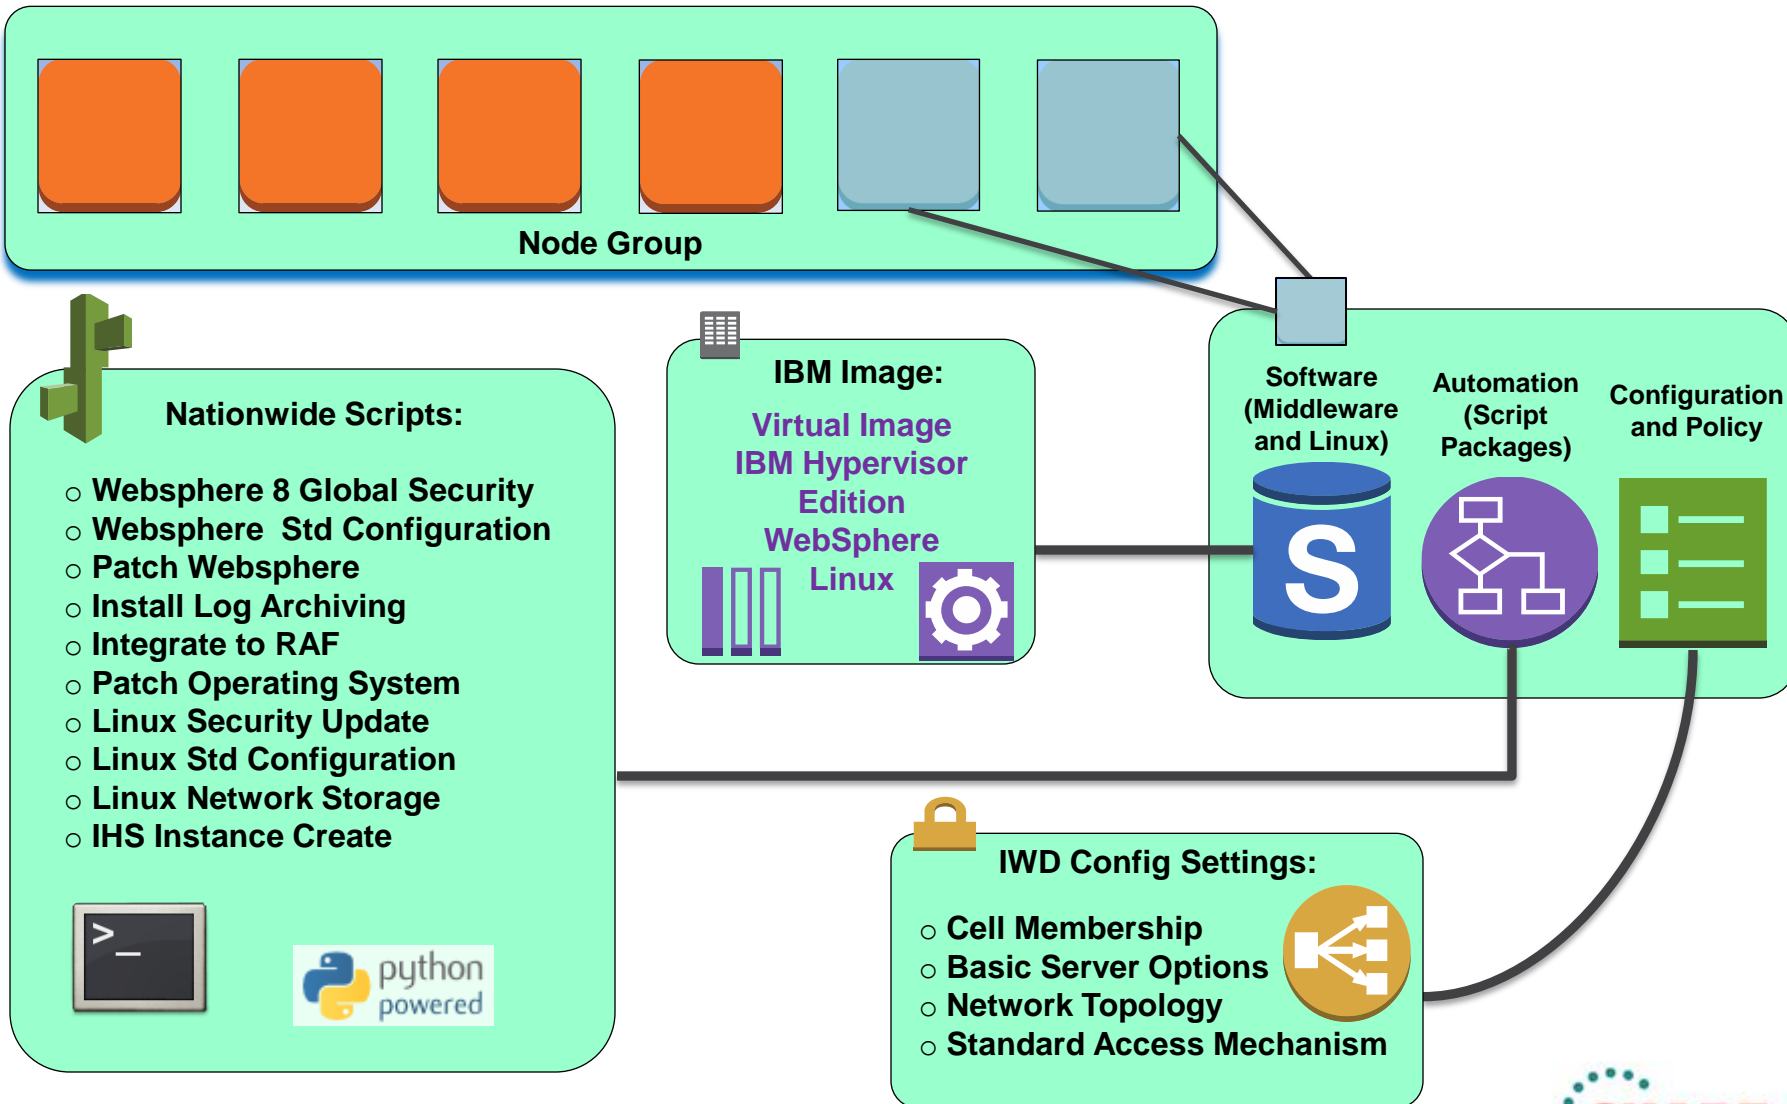 Node Group
Nationwide Scripts:
o Websphere 8 Global Security
o Websphere  Std Configuration
o Patch Websphere
o Install Log Archiving
o Integrate to RAF
o Patch Operating System
o Linux Security Update
o Linux Std Configuration
o Linux Network Storage
o IHS Instance Create
>_
python
powered
IBM Image:
Virtual Image
IBM Hypervisor
Edition
WebSphere
Linux
Software
(Middleware
and Linux)
S
Automation
(Script
Packages)
Configuration
and Policy
IWD Config Settings:
o Cell Membership
o Basic Server Options
o Network Topology
o Standard Access Mechanism